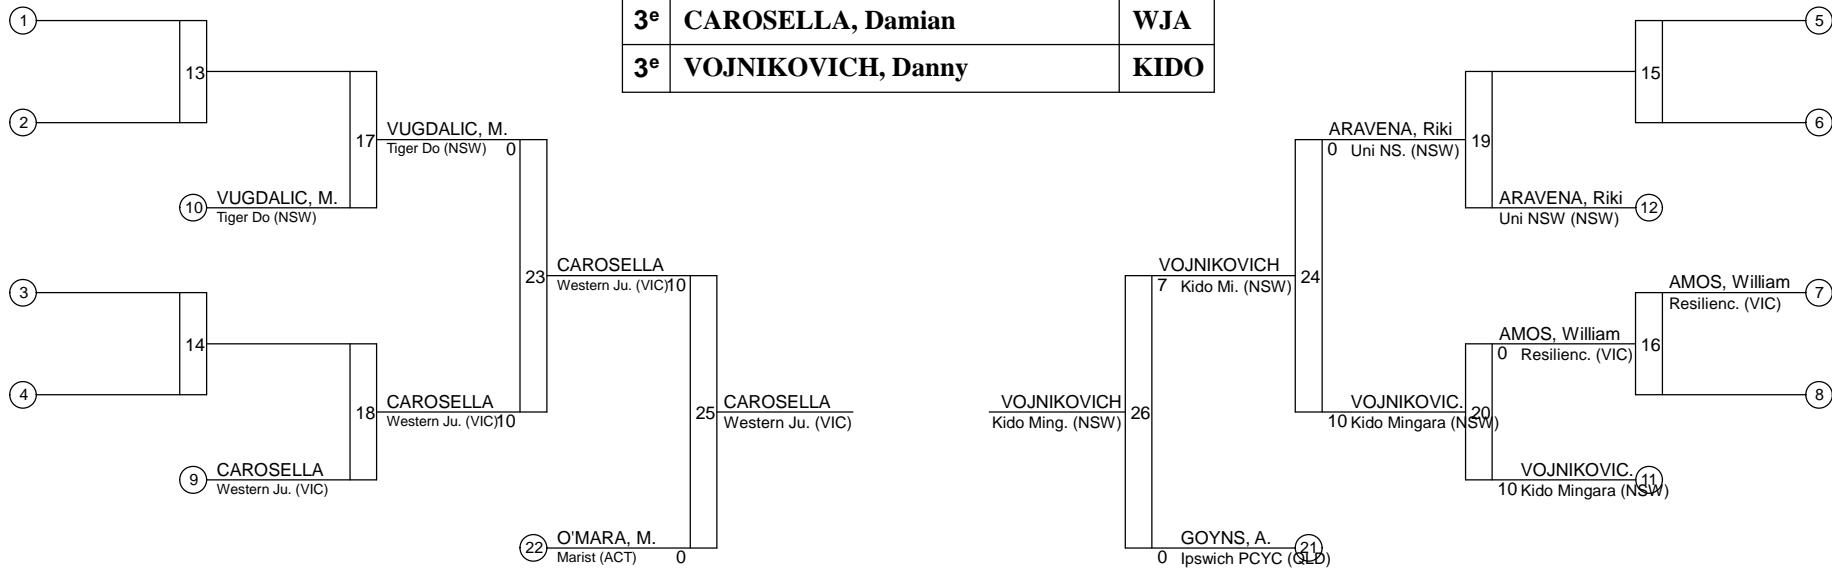 3e CAROSELLA, Damian WJA
3e VOJNIKOVICH, Danny KIDO
1
13
2
17
VUGDALIC, M.
Tiger Do (NSW) 0
10 VUGDALIC, M.
Tiger Do (NSW)
23
CAROSELLA
Western Ju. (VIC) 10
3
14
4
18
CAROSELLA
Western Ju. (VIC) 10
9 CAROSELLA
Western Ju. (VIC)
25
CAROSELLA
Western Ju. (VIC)
22 O'MARA, M.
Marist (ACT) 0
5
15
6
ARAVENA, Riki
0 Uni NS. (NSW)
19
ARAVENA, Riki
Uni NSW (NSW)
12
VOJNIKOVICH
7 Kido Mi. (NSW)
24
AMOS, William
Resilienc. (VIC)
7
AMOS, William
0 Resilienc. (VIC)
16
8
VOJNIKOVICH
Kido Ming. (NSW)
26
VOJNIKOVIC.
10 Kido Mingara (NSW)
20
VOJNIKOVIC.
10 Kido Mingara (NSW)
11
GOYNS, A.
0 Ipswich PCYC (QLD)
21